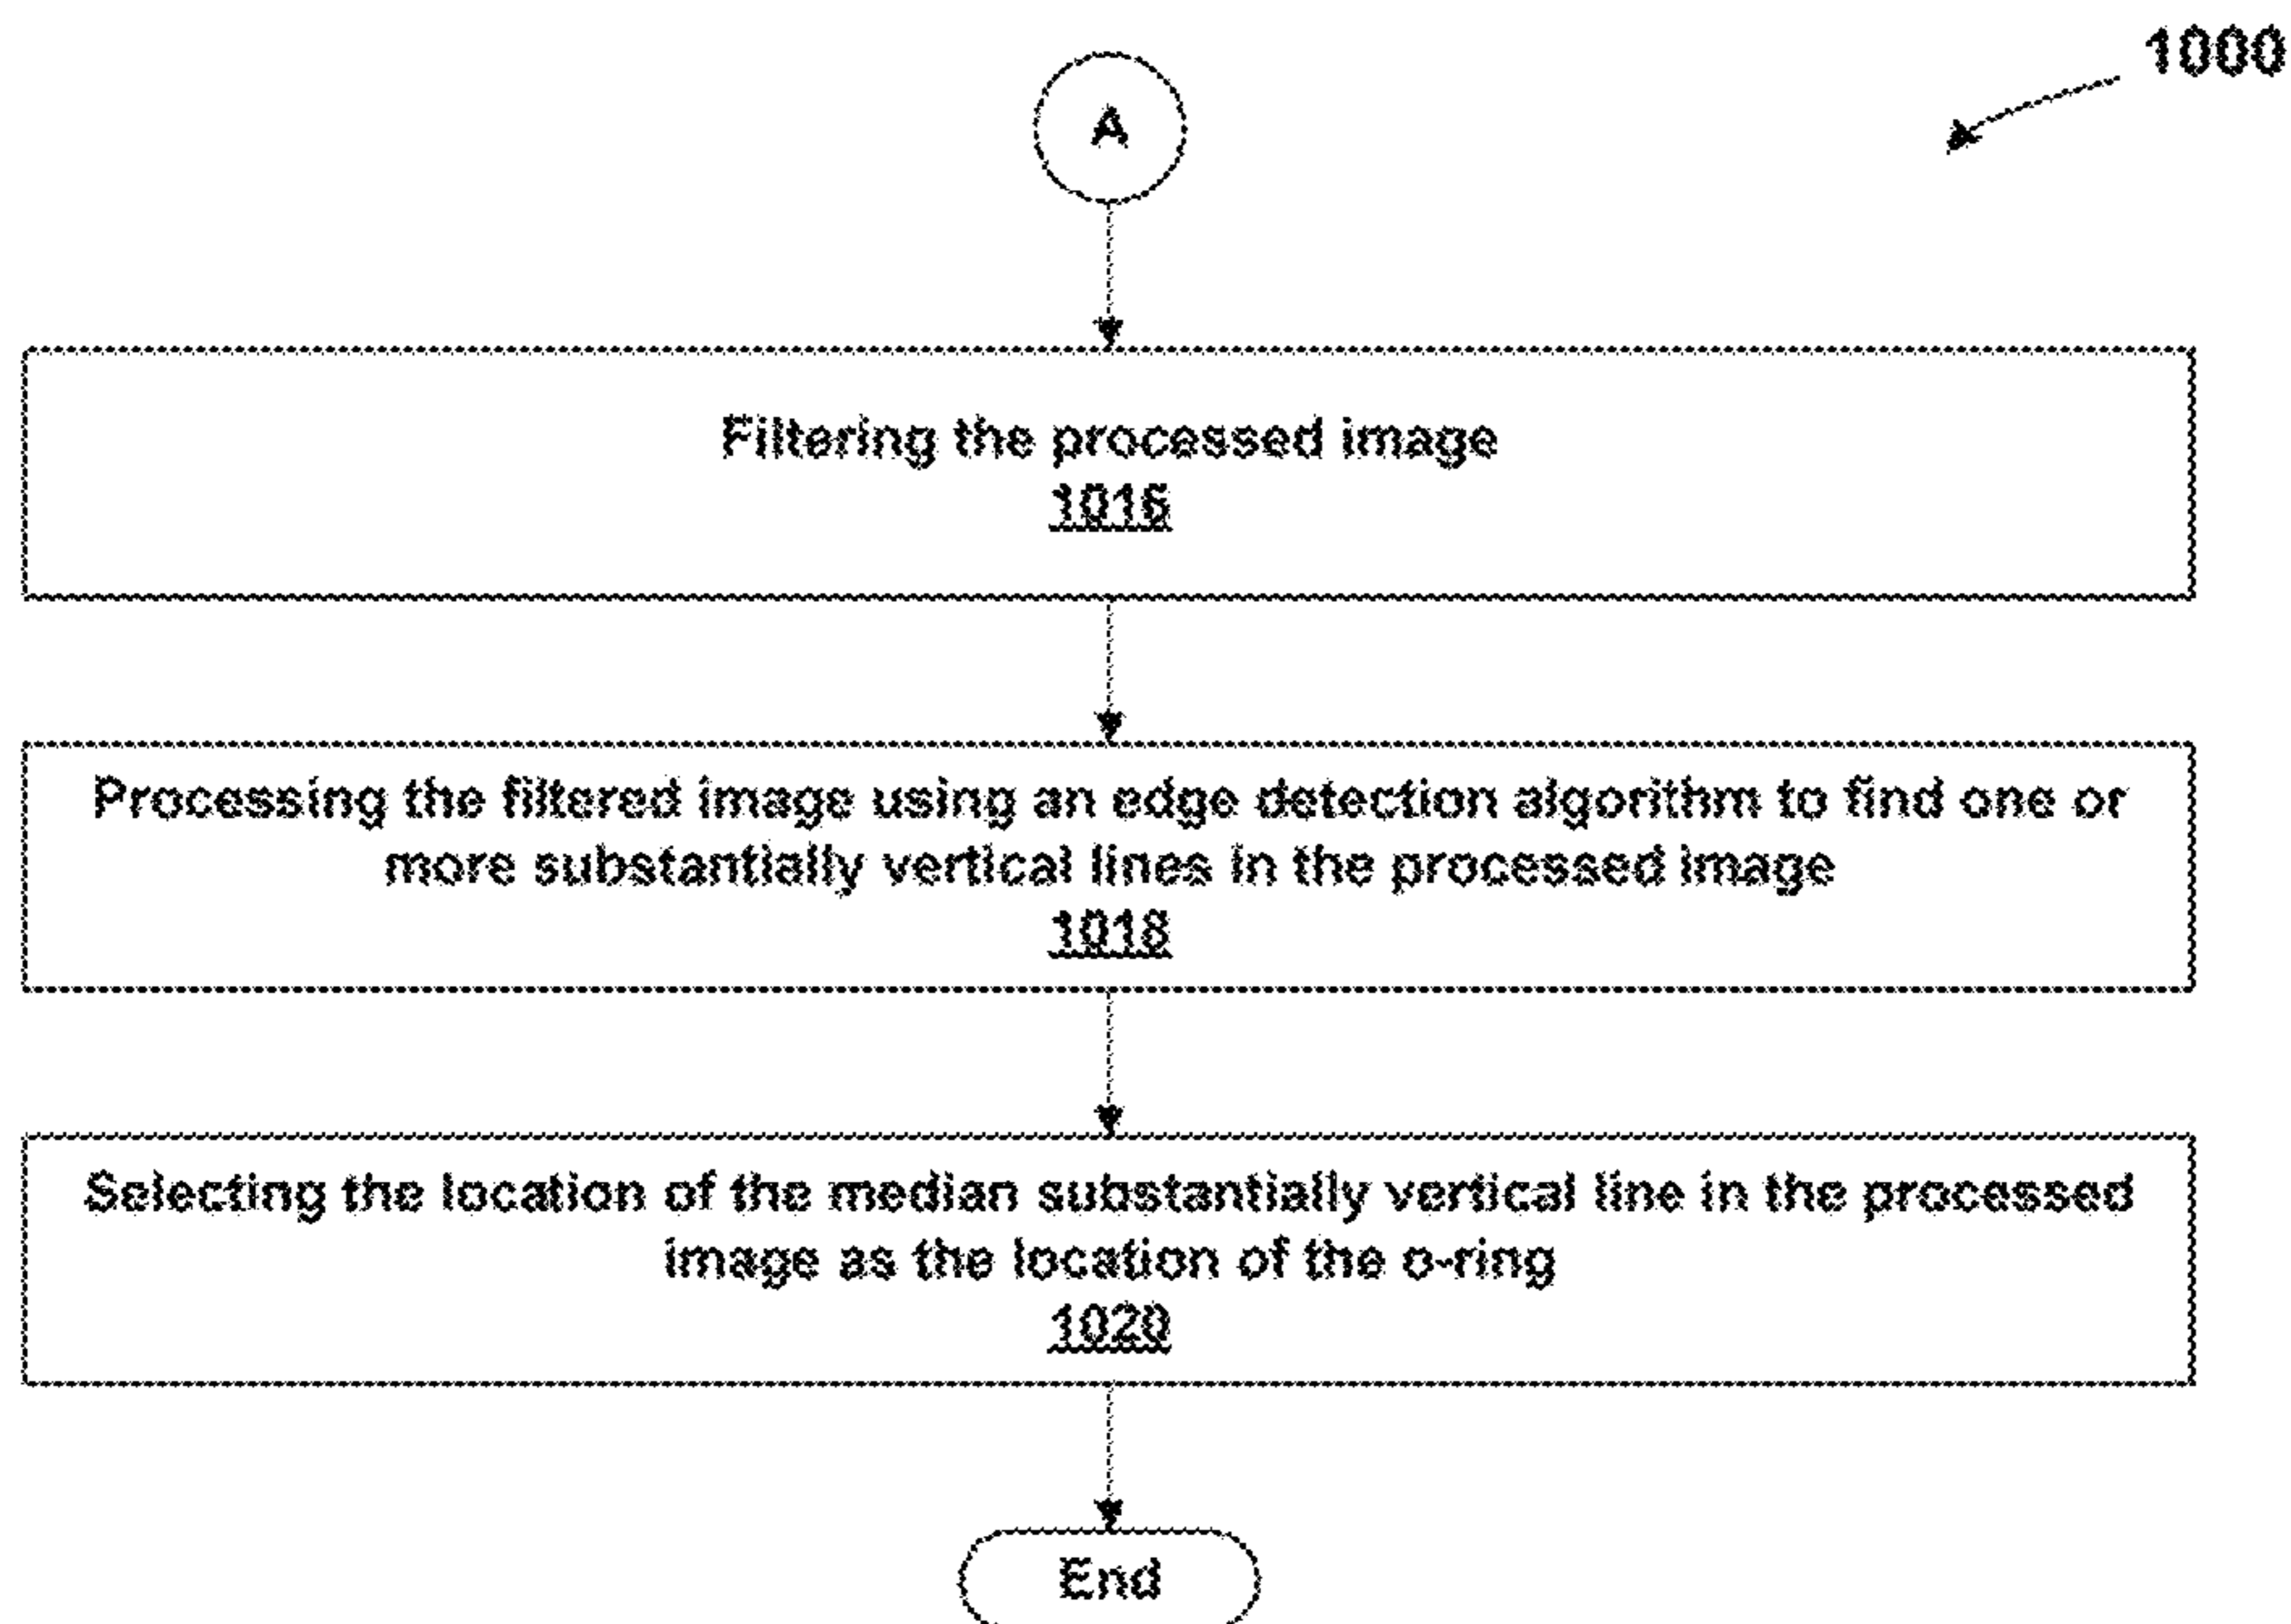 1000
A
Filtering the processed image
1016
Processing the filtered image using an edge detection algorithm to find one or
more substantially vertical lines in the processed image
1018
Selecting the location of the median substantially vertical line in the processed
image as the location of the o-ring
1020
End